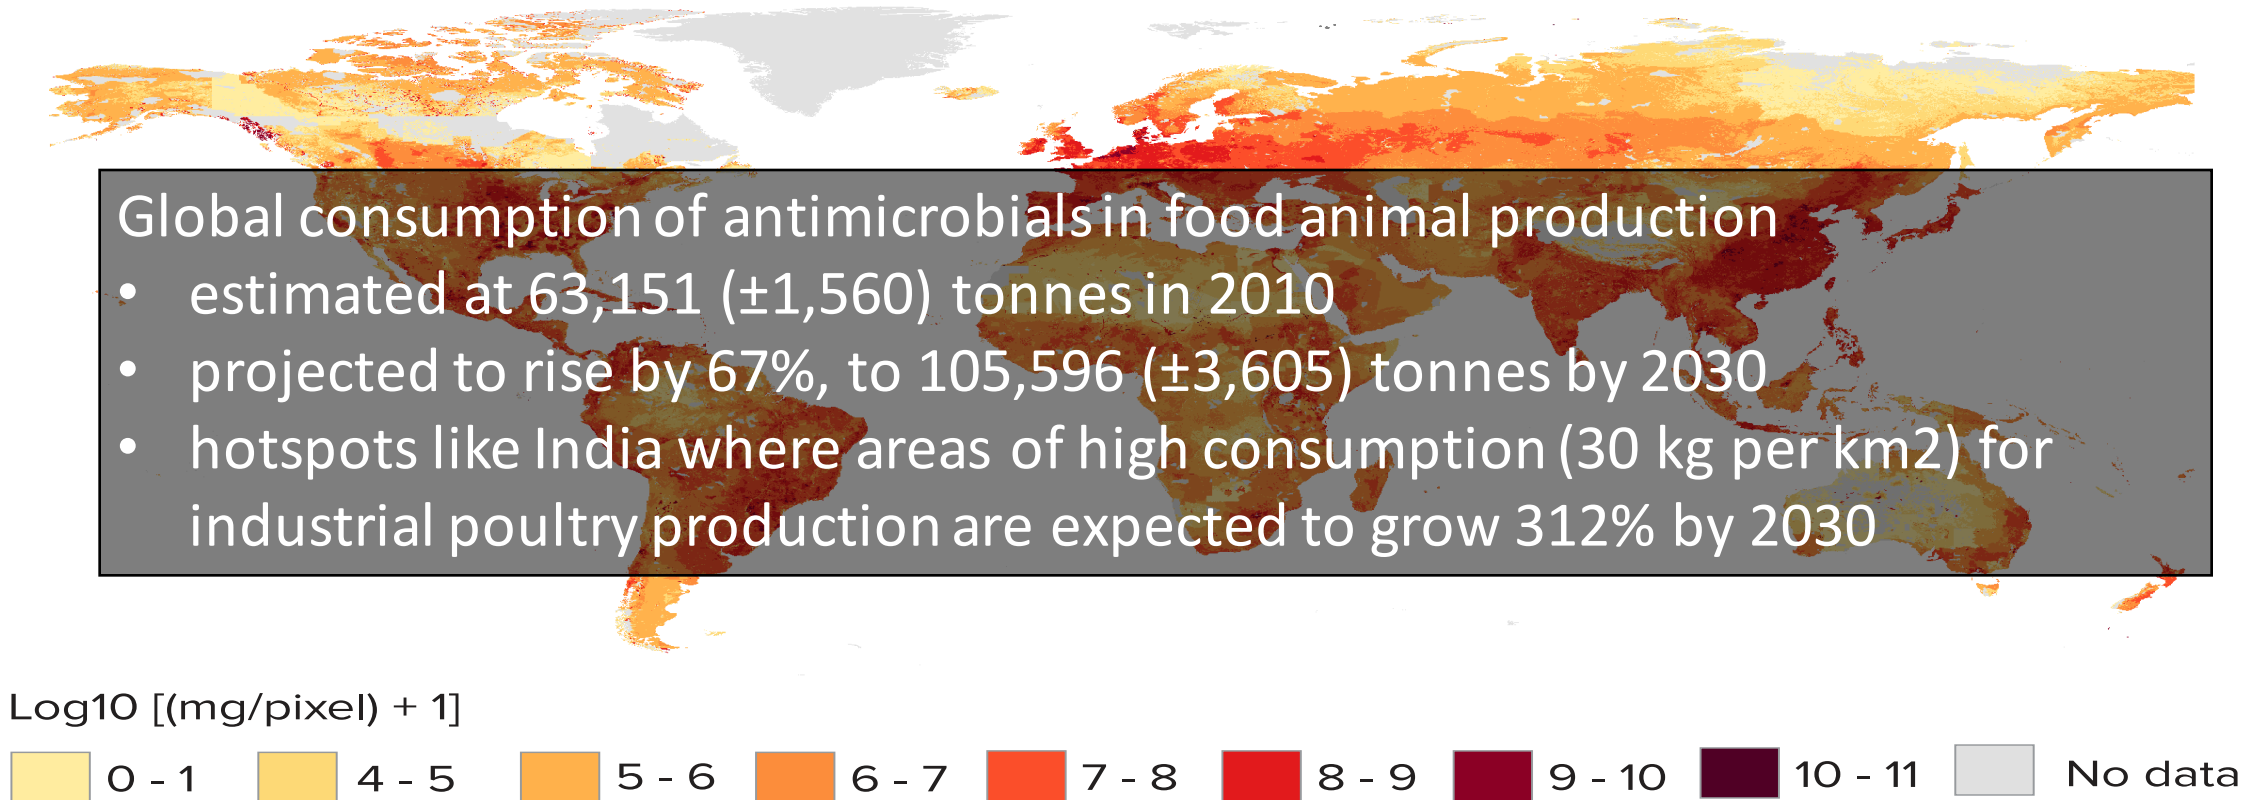 Global consumption of antimicrobials in food animal production
• estimated at 63,151 (±1,560) tonnes in 2010
• projected to rise by 67%, to 105,596 (±3,605) tonnes by 2030
• hotspots like India where areas of high consumption (30 kg per km2) for
industrial poultry production are expected to grow 312% by 2030
Log10 [(mg/pixel) + 1]
0 - 1 4 - 5 5 - 6 6 - 7 7 - 8 8 - 9 9 - 10 10 - 11 No data